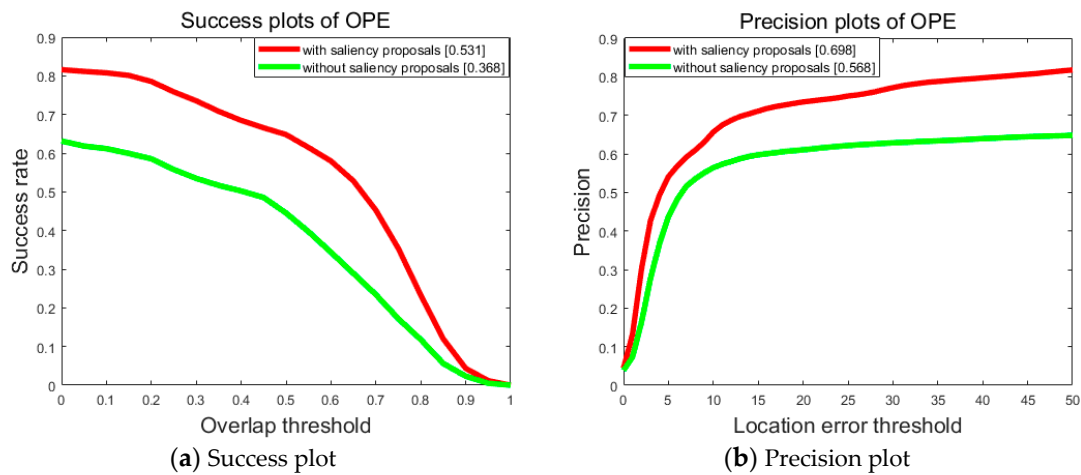 Success plots of OPE
with saliency proposals [0.531]
without saliency proposals [0.368]
0.9
0.8
0.7
0.6
0.5
0.4
0.3
0.2
0.1
0
Success rate
0 0.1 0.2 0.3 0.4 0.5 0.6 0.7 0.8 0.9 1
Overlap threshold
(a) Success plot
Precision plots of OPE
with saliency proposals [0.698]
without saliency proposals [0.568]
0.9
0.8
0.7
0.6
0.5
0.4
0.3
0.2
0.1
0
Precision
0 5 10 15 20 25 30 35 40 45 50
Location error threshold
(b) Precision plot